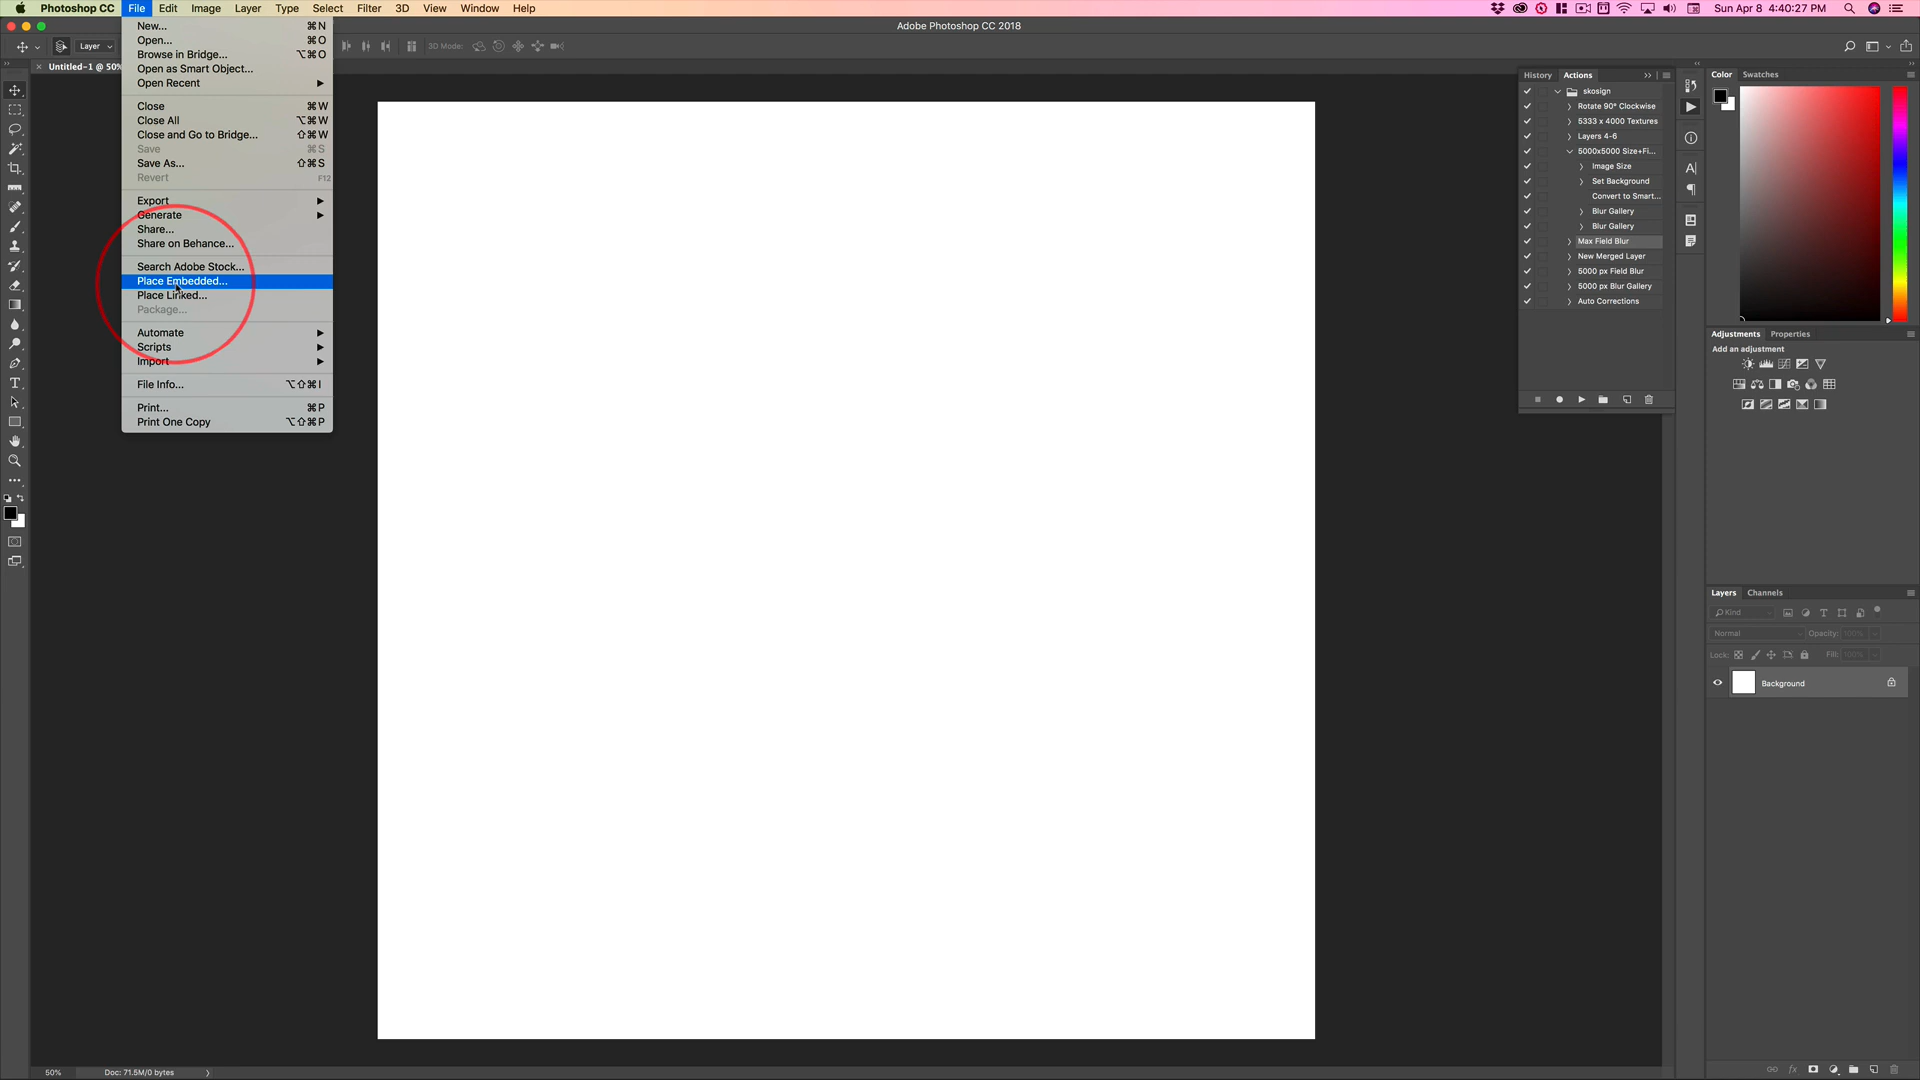 Photoshop CC File Edit Image Layer Type Select Filter 3D View Window Help
Sun Apr 8 4:40:27 PM
Adobe Photoshop CC 2018
Layer
3D Mode:
Untitled-1 @ 50%
New... ⌘N
Open... ⌘O
Browse in Bridge... ⌥⌘O
Open as Smart Object...
Open Recent
Close ⌘W
Close All ⌥⌘W
Close and Go to Bridge... ⇧⌘W
Save ⌘S
Save As... ⇧⌘S
Revert F12
Export
Generate
Share...
Share on Behance...
Search Adobe Stock...
Place Embedded...
Place Linked...
Package...
Automate
Scripts
Import
File Info... ⌥⇧⌘I
Print... ⌘P
Print One Copy ⌥⇧⌘P
History Actions
skosign
Rotate 90° Clockwise
5333 x 4000 Textures
Layers 4-6
5000x5000 Size+Fi...
Image Size
Set Background
Convert to Smart...
Blur Gallery
Blur Gallery
Max Field Blur
New Merged Layer
5000 px Field Blur
5000 px Blur Gallery
Auto Corrections
Color Swatches
Adjustments Properties
Add an adjustment
Layers Channels
Kind
Normal Opacity: 100%
Lock: Fill: 100%
Background
50% Doc: 71.5M/0 bytes